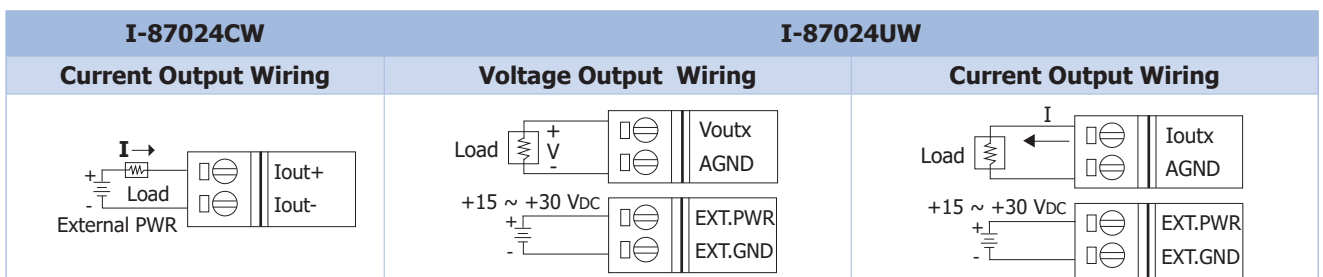 I-87024CW
I-87024UW
Current Output Wiring
Voltage Output Wiring
Current Output Wiring
I
+
-
Load
External PWR
Iout+
Iout-
Load
+
V
-
Voutx
AGND
+15 ~ +30 VDC
+
-
EXT.PWR
EXT.GND
I
Load
Ioutx
AGND
+15 ~ +30 VDC
+
-
EXT.PWR
EXT.GND